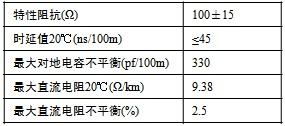 特性阻抗(Ω) 100±15
时延值20℃(ns/100m) ≤45
最大对地电容不平衡(pf/100m) 330
最大直流电阻20℃(Ω/km) 9.38
最大直流电阻不平衡(%) 2.5